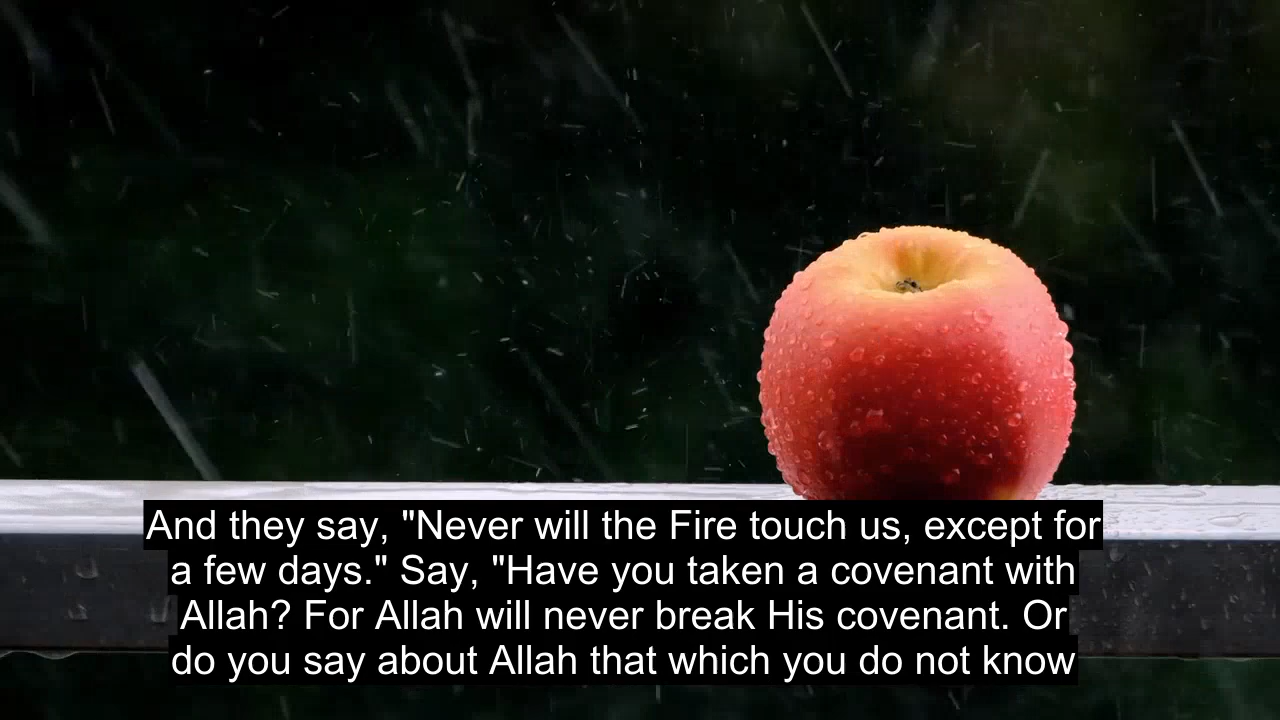 And they say, "Never will the Fire touch us, except for
a few days." Say, "Have you taken a covenant with
Allah? For Allah will never break His covenant. Or
do you say about Allah that which you do not know